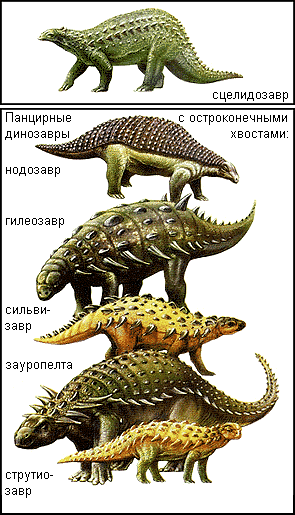 сцелидозавр
Панцирные с остроконечными
динозавры хвостами:
нодозавр
гилеозавр
сильви-
завр
зауропелта
струтио-
завр